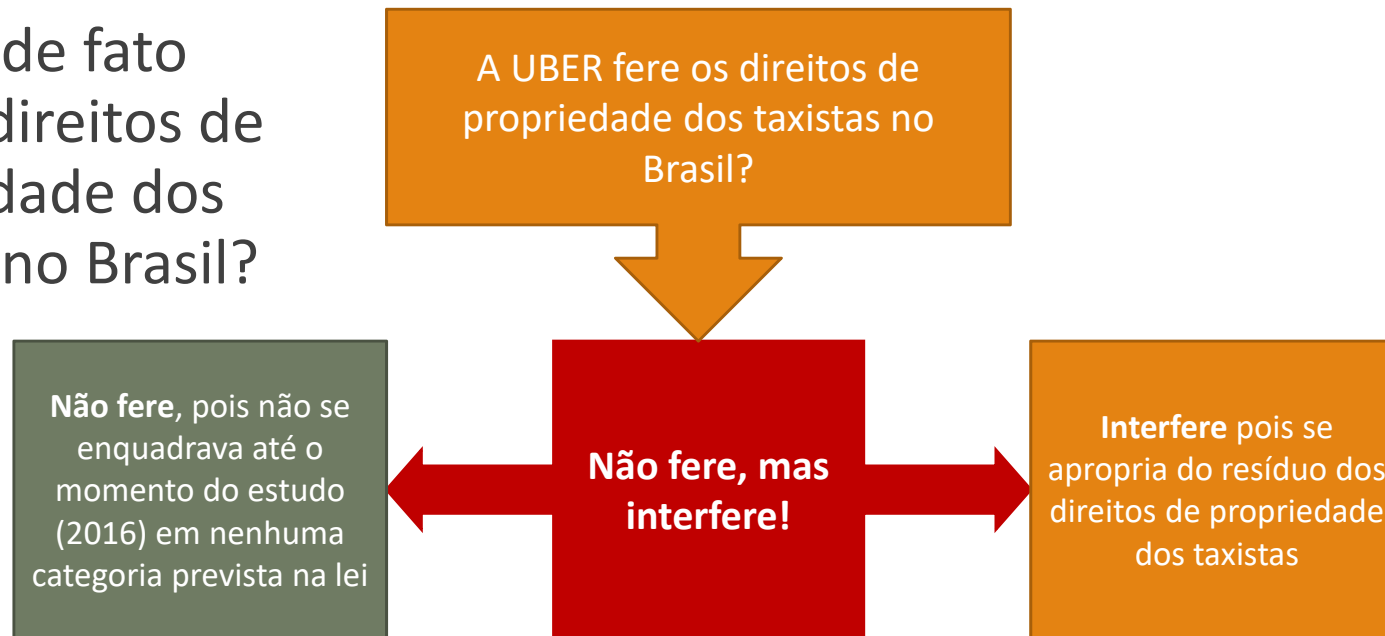 de fato
direitos de
dade dos
no Brasil?
A UBER fere os direitos de
propriedade dos taxistas no
Brasil?
Não fere, pois não se
enquadrava até o
momento do estudo
(2016) em nenhuma
categoria prevista na lei
Não fere, mas
interfere!
Interfere pois se
apropria do resíduo dos
direitos de propriedade
dos taxistas